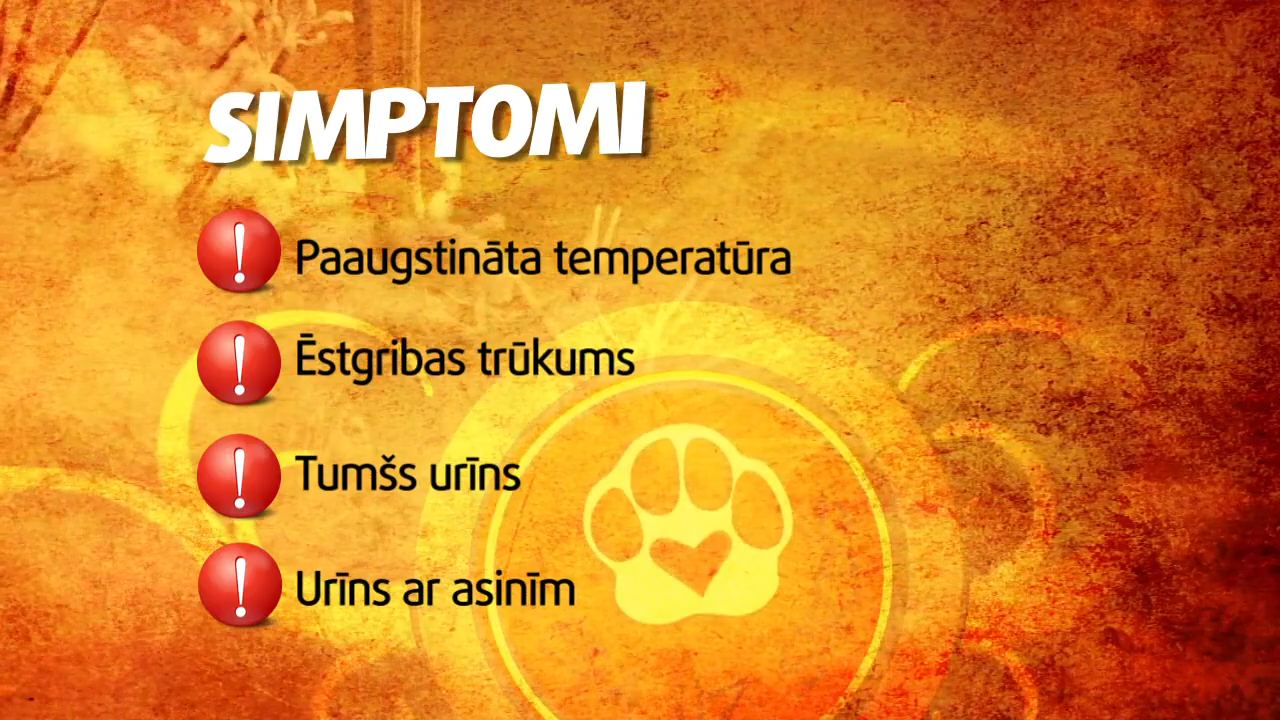 SIMPTOMI
Paaugstināta temperatūra
Ēstgribas trūkums
Tumšs urīns
Urīns ar asinīm